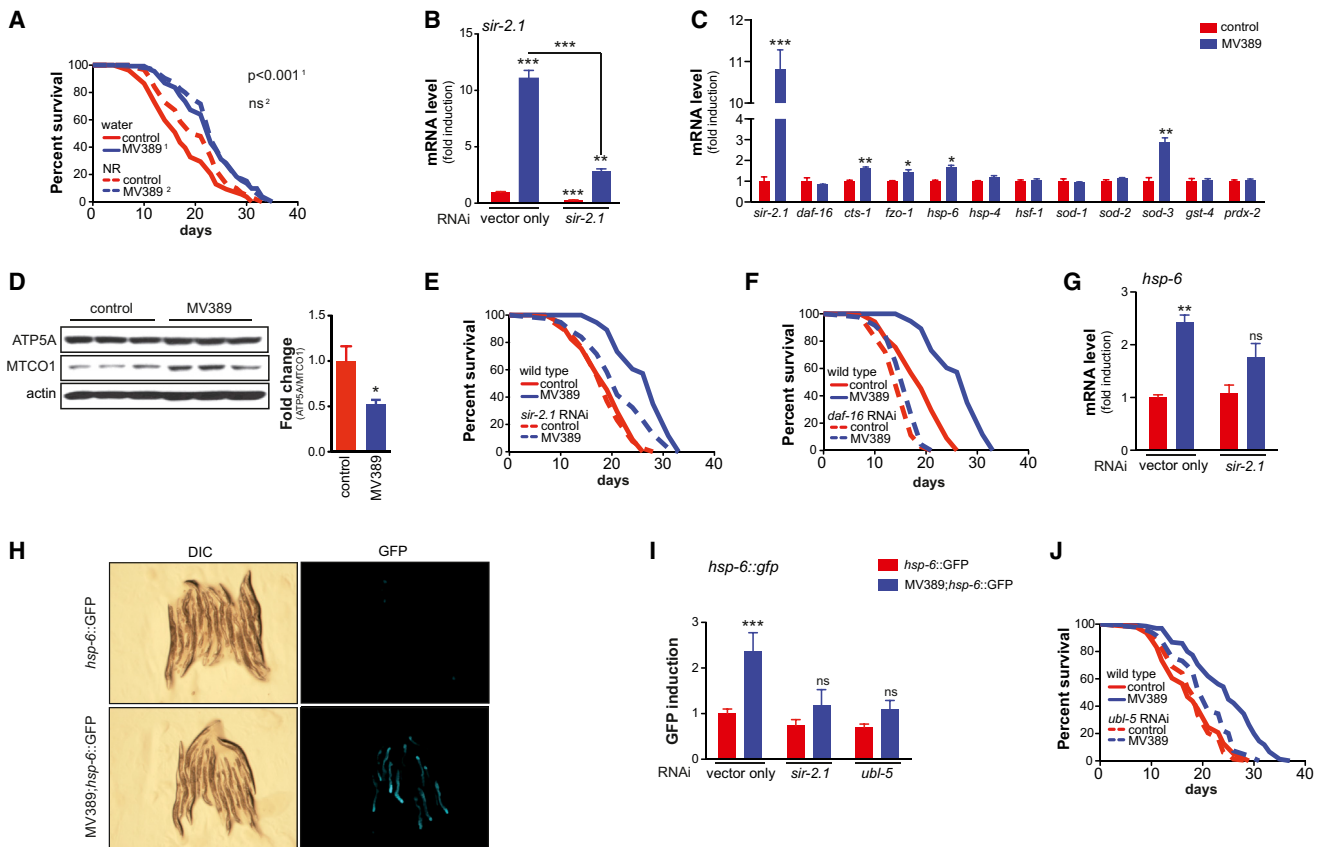 A
Percent survival
100
80
60
40
20
0
0 10 20 30 40
days
p<0.001 1
ns 2
water
control
MV389 1
NR
control
MV389 2
B
sir-2.1
mRNA level
(fold induction)
15
10
5
0
***
***
***
**
RNAi vector only sir-2.1
C
control
MV389
mRNA level
(fold induction)
12
11
10
4
3
2
1
0
***
**
*
*
**
sir-2.1 daf-16 cts-1 fzo-1 hsp-6 hsp-4 hsf-1 sod-1 sod-2 sod-3 gst-4 prdx-2
D
control MV389
ATP5A
MTCO1
actin
Fold change
(ATP5A/MTCO1)
1.5
1.0
0.5
0.0
*
control
MV389
E
Percent survival
100
80
60
40
20
0
0 10 20 30 40
days
wild type
control
MV389
sir-2.1 RNAi
control
MV389
F
Percent survival
100
80
60
40
20
0
0 10 20 30 40
days
wild type
control
MV389
daf-16 RNAi
control
MV389
G
hsp-6
mRNA level
(fold induction)
3
2
1
0
**
ns
RNAi vector only sir-2.1
H
DIC GFP
hsp-6::GFP
MV389;hsp-6::GFP
I
hsp-6::gfp
hsp-6::GFP
MV389;hsp-6::GFP
GFP induction
3
2
1
0
***
ns
ns
RNAi vector only sir-2.1 ubl-5
J
Percent survival
100
80
60
40
20
0
0 10 20 30 40
days
wild type
control
MV389
ubl-5 RNAi
control
MV389